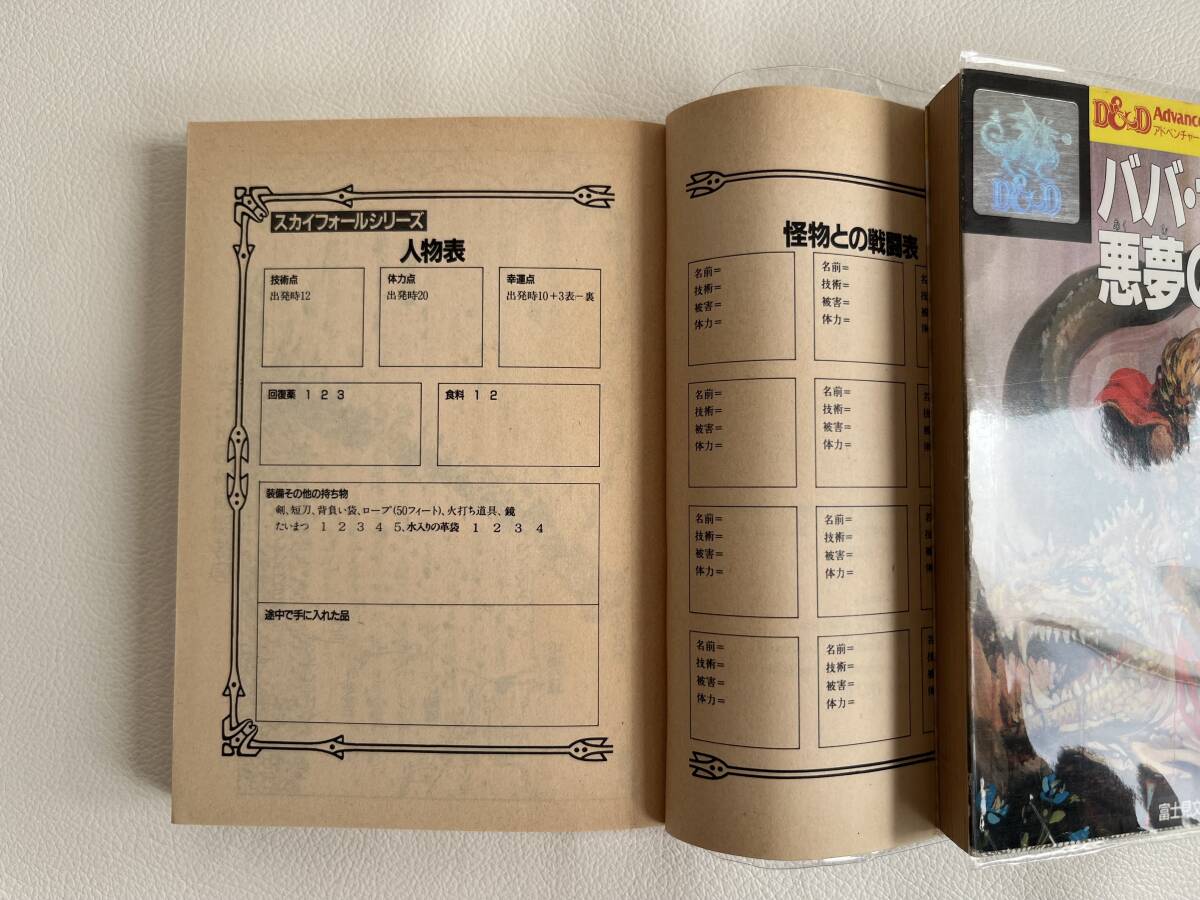 スカイフォールシリーズ
人物表
技術点
出発時12
体力点
出発時20
幸運点
出発時10+3表-裏
回復薬 1 2 3
食料 1 2
装備その他の持ち物
剣、短刀、背負い袋、ロープ(50フィート)、火打ち道具、鏡
たいまつ 1 2 3 4 5、水入りの革袋 1 2 3 4
途中で手に入れた品
怪物との戦闘表
名前=
技術=
被害=
体力=
名前=
技術=
被害=
体力=
名前=
技術=
被害=
体力=
名前=
技術=
被害=
体力=
名前=
技術=
被害=
体力=
名前=
技術=
被害=
体力=
名前=
技術=
被害=
体力=
名前=
技術=
被害=
体力=
D&D
D&D Advance
アドベンチャー
ババ・
あく む
悪夢の
富士見